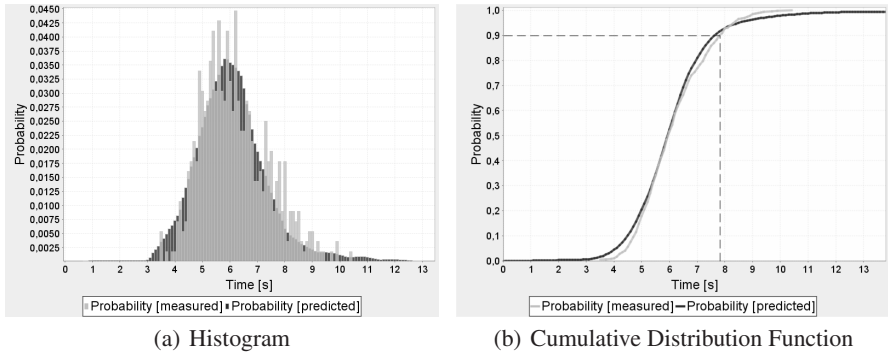 0,0450
0,0425
0,0400
0,0375
0,0350
0,0325
0,0300
0,0275
0,0250
0,0225
0,0200
0,0175
0,0150
0,0125
0,0100
0,0075
0,0050
0,0025
Probability
0 1 2 3 4 5 6 7 8 9 10 11 12 13
Time [s]
Probability [measured] Probability [predicted]
(a) Histogram
1,0
0,9
0,8
0,7
0,6
0,5
0,4
0,3
0,2
0,1
0,0
Probability
0 1 2 3 4 5 6 7 8 9 10 11 12 13
Time [s]
Probability [measured] Probability [predicted]
(b) Cumulative Distribution Function